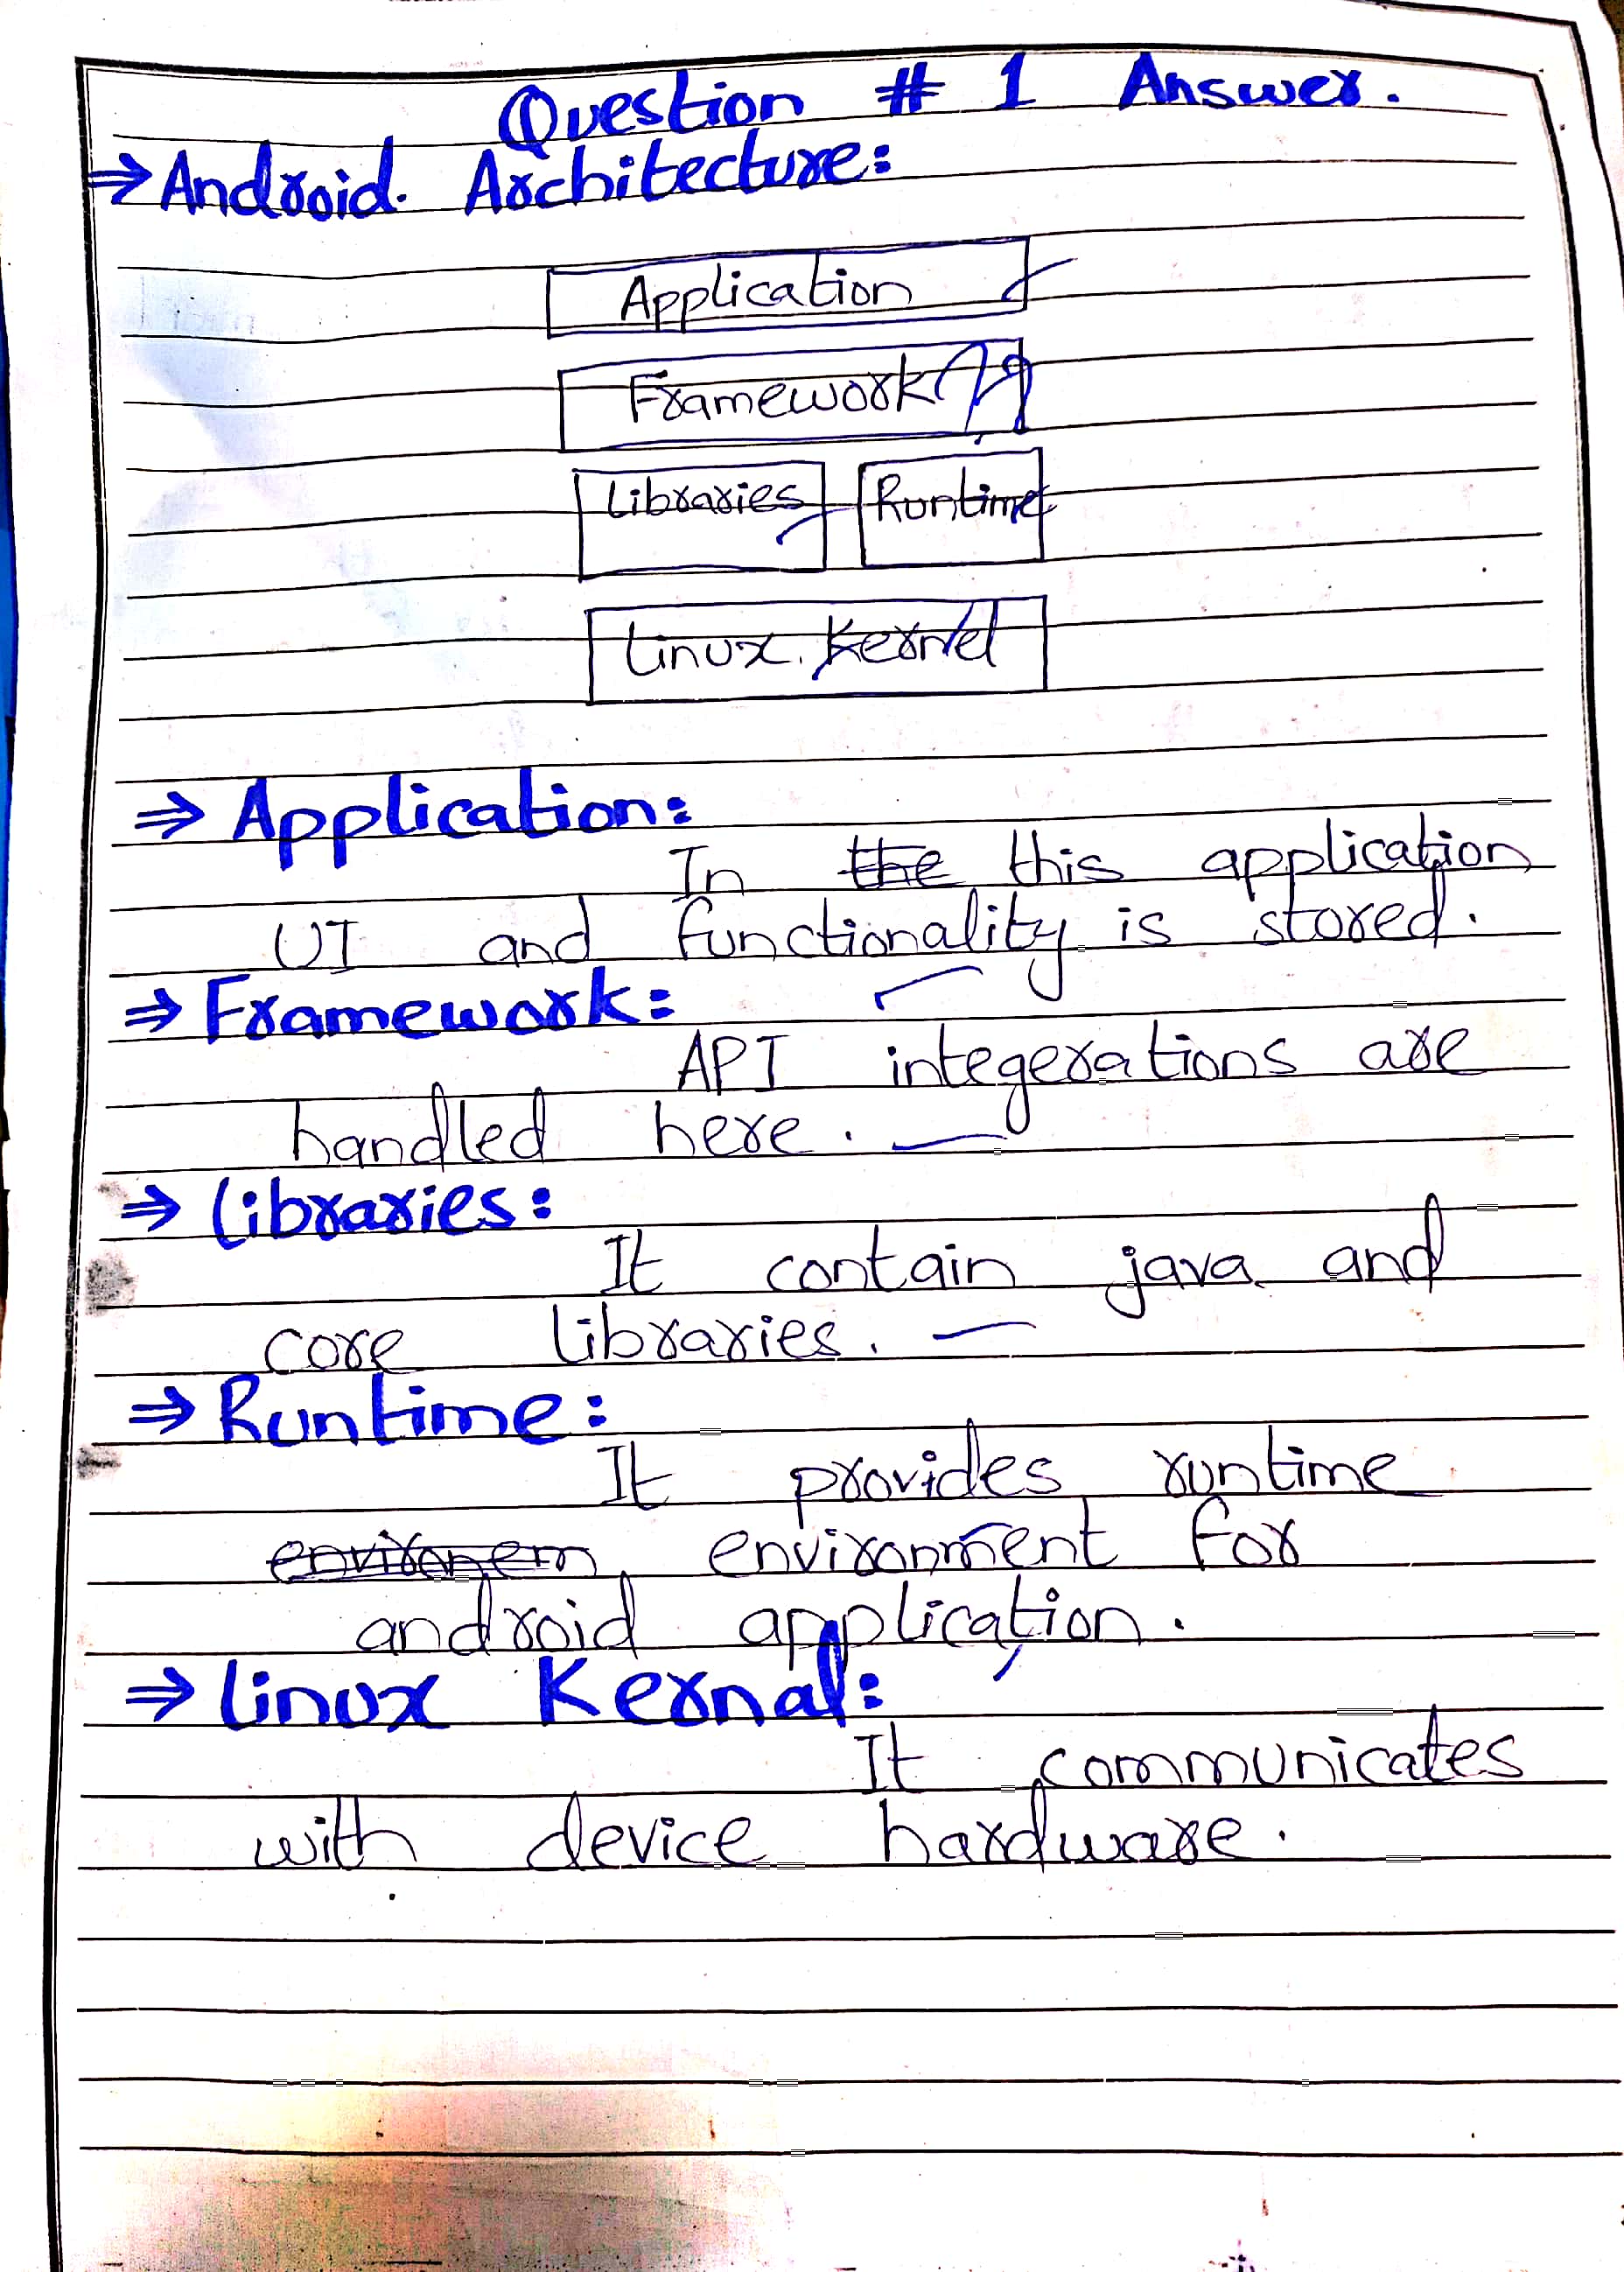 Question # 1 Answer.
⇒ Android. Architecture:
Application
Framework
Libraries Runtime
Linux. Kernel
⇒ Application:
In the this application
UI and functionality is stored.
⇒ Framework:
API integerations are
handled here.
⇒ Libraries:
It contain java and
core libraries.
⇒ Runtime:
It provides runtime
environem environment for
android application.
⇒ Linux Kernal:
It communicates
with device hardware.